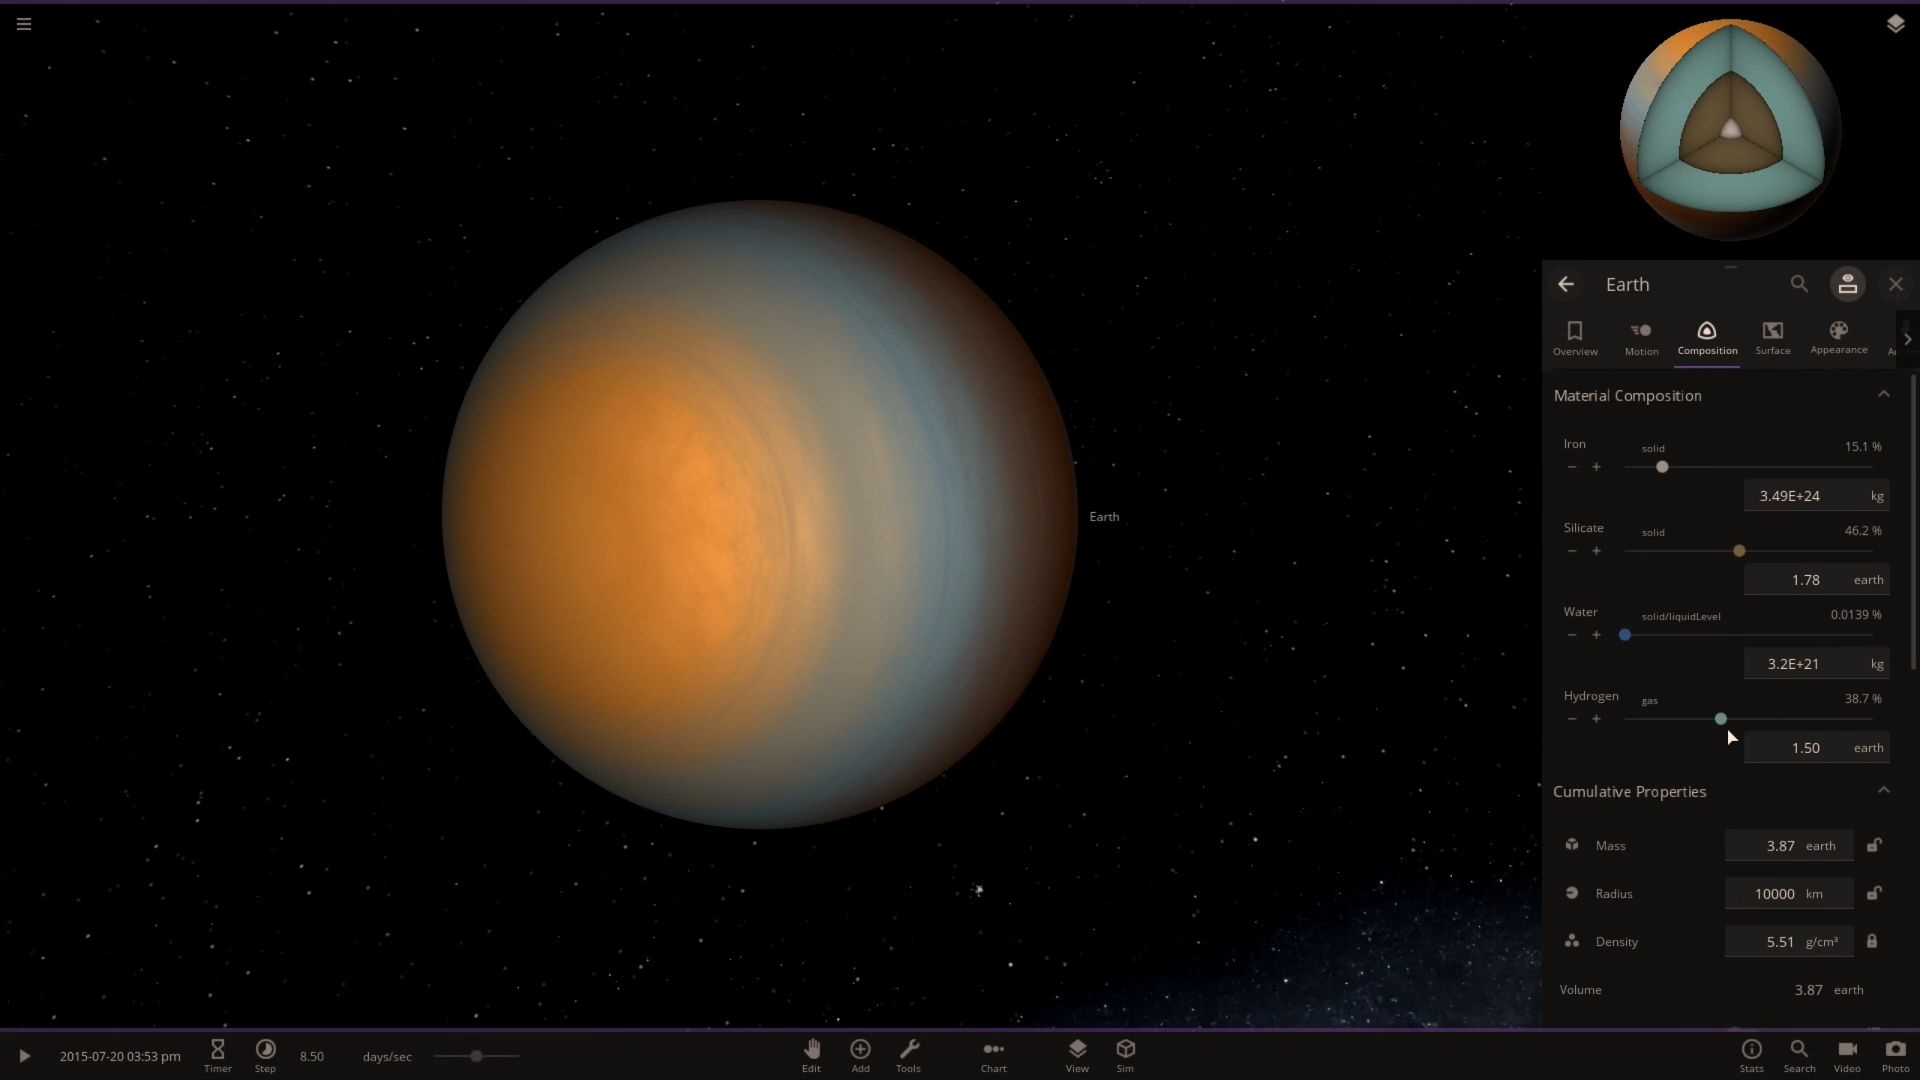 Earth
Overview
Motion
Composition
Surface
Appearance
Material Composition
Iron
solid
15.1 %
3.49E+24 kg
Silicate
solid
46.2 %
1.78 earth
Water
solid/liquidLevel
0.0139 %
3.2E+21 kg
Hydrogen
gas
38.7 %
1.50 earth
Cumulative Properties
Mass 3.87 earth
Radius 10000 km
Density 5.51 g/cm³
Volume 3.87 earth
Earth
2015-07-20 03:53 pm
Timer
Step
8.50 days/sec
Edit
Add
Tools
Chart
View
Sim
Stats
Search
Video
Photo